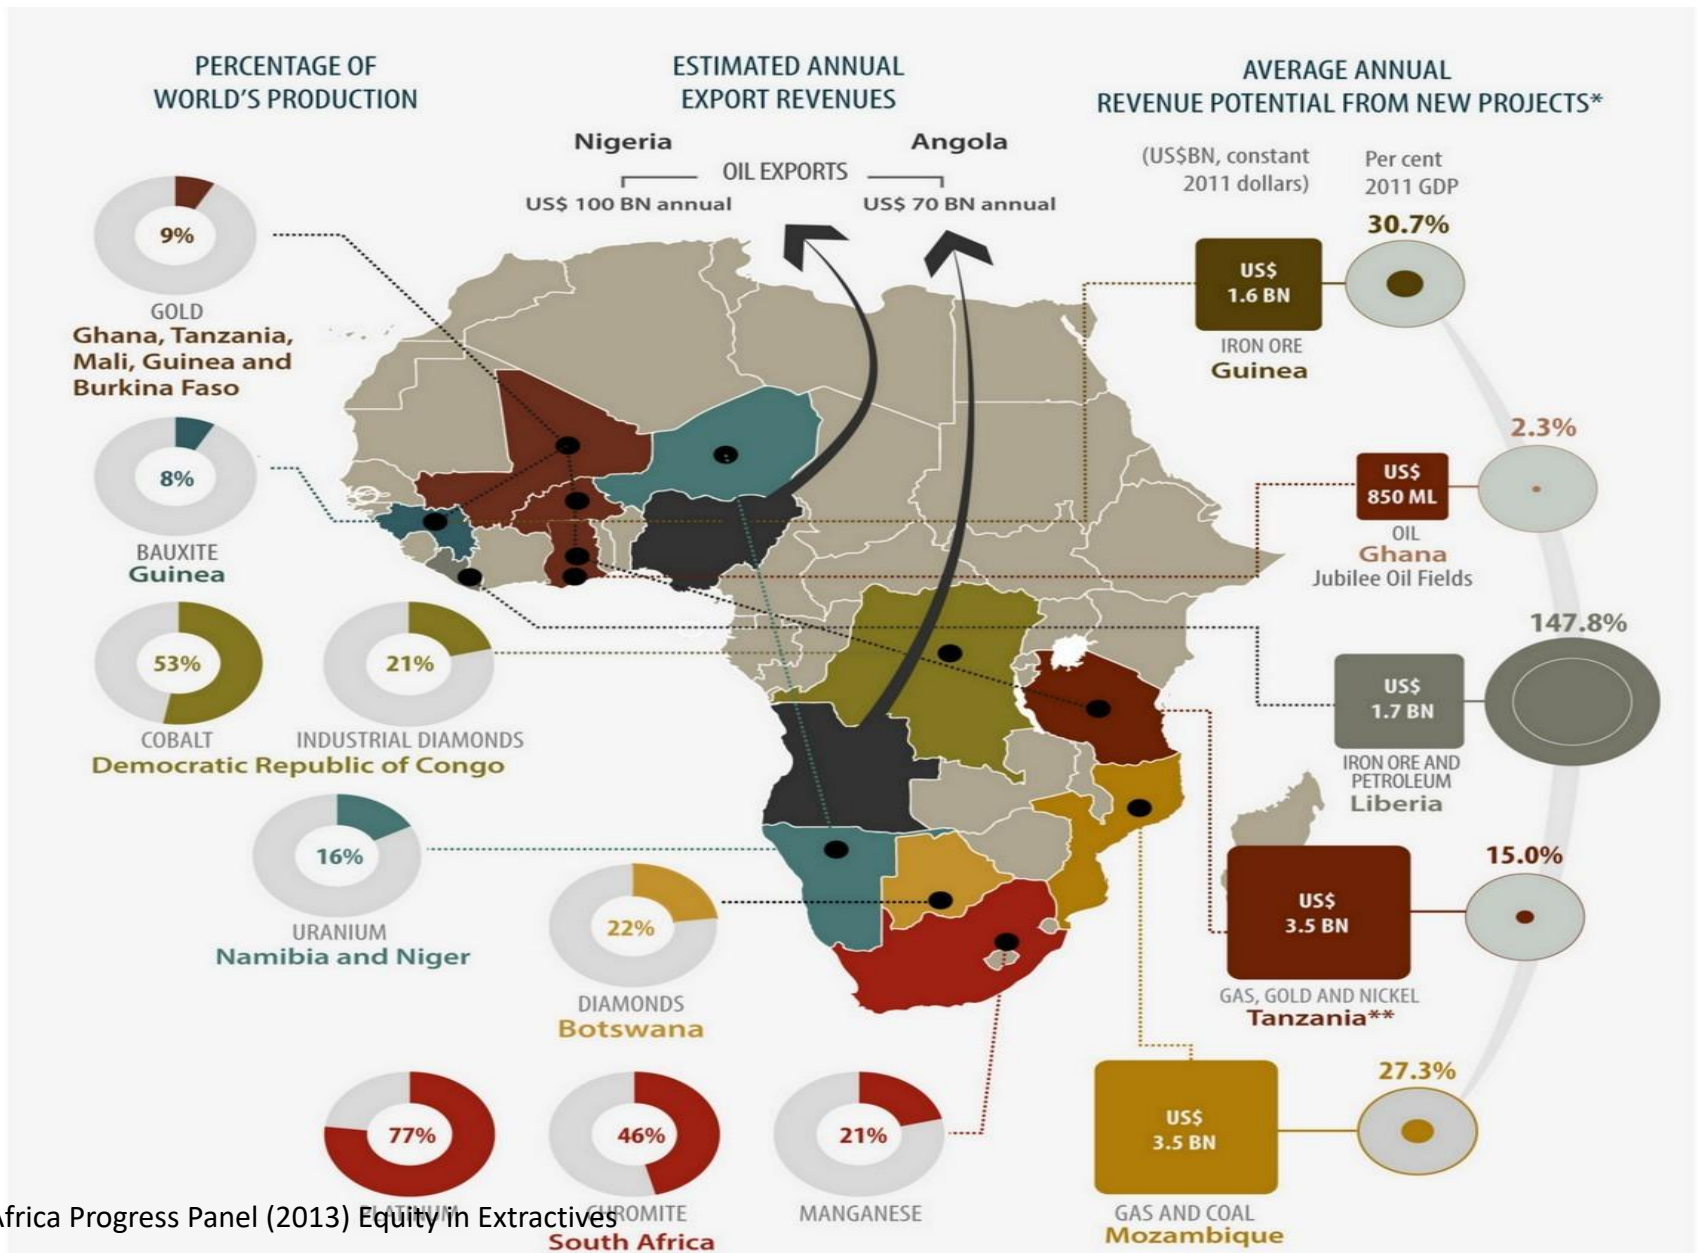 PERCENTAGE OF
WORLD'S PRODUCTION
9%
GOLD
Ghana, Tanzania,
Mali, Guinea and
Burkina Faso
8%
BAUXITE
Guinea
53%
COBALT
21%
INDUSTRIAL DIAMONDS
Democratic Republic of Congo
16%
URANIUM
Namibia and Niger
22%
DIAMONDS
Botswana
77%
PLATINUM
46%
CHROMITE
21%
MANGANESE
South Africa
ESTIMATED ANNUAL
EXPORT REVENUES
Nigeria
Angola
OIL EXPORTS
US$ 100 BN annual
US$ 70 BN annual
AVERAGE ANNUAL
REVENUE POTENTIAL FROM NEW PROJECTS*
(US$BN, constant
2011 dollars)
Per cent
2011 GDP
30.7%
US$
1.6 BN
IRON ORE
Guinea
2.3%
US$
850 ML
OIL
Ghana
Jubilee Oil Fields
147.8%
US$
1.7 BN
IRON ORE AND
PETROLEUM
Liberia
15.0%
US$
3.5 BN
GAS, GOLD AND NICKEL
Tanzania**
27.3%
US$
3.5 BN
GAS AND COAL
Mozambique
Africa Progress Panel (2013) Equity in Extractives